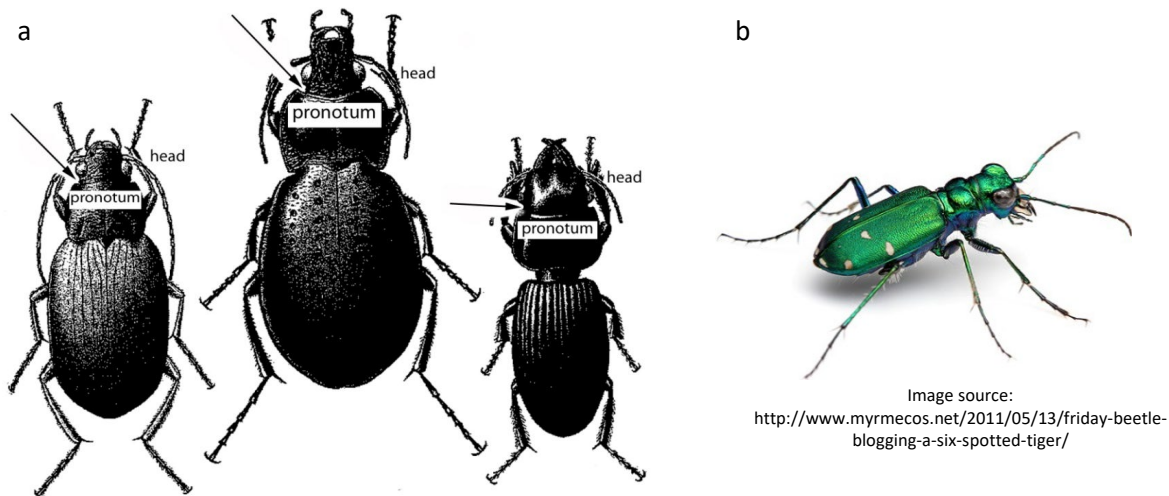 a
head
pronotum
head
pronotum
head
pronotum
b
Image source:
http://www.myrmecos.net/2011/05/13/friday-beetle-
blogging-a-six-spotted-tiger/